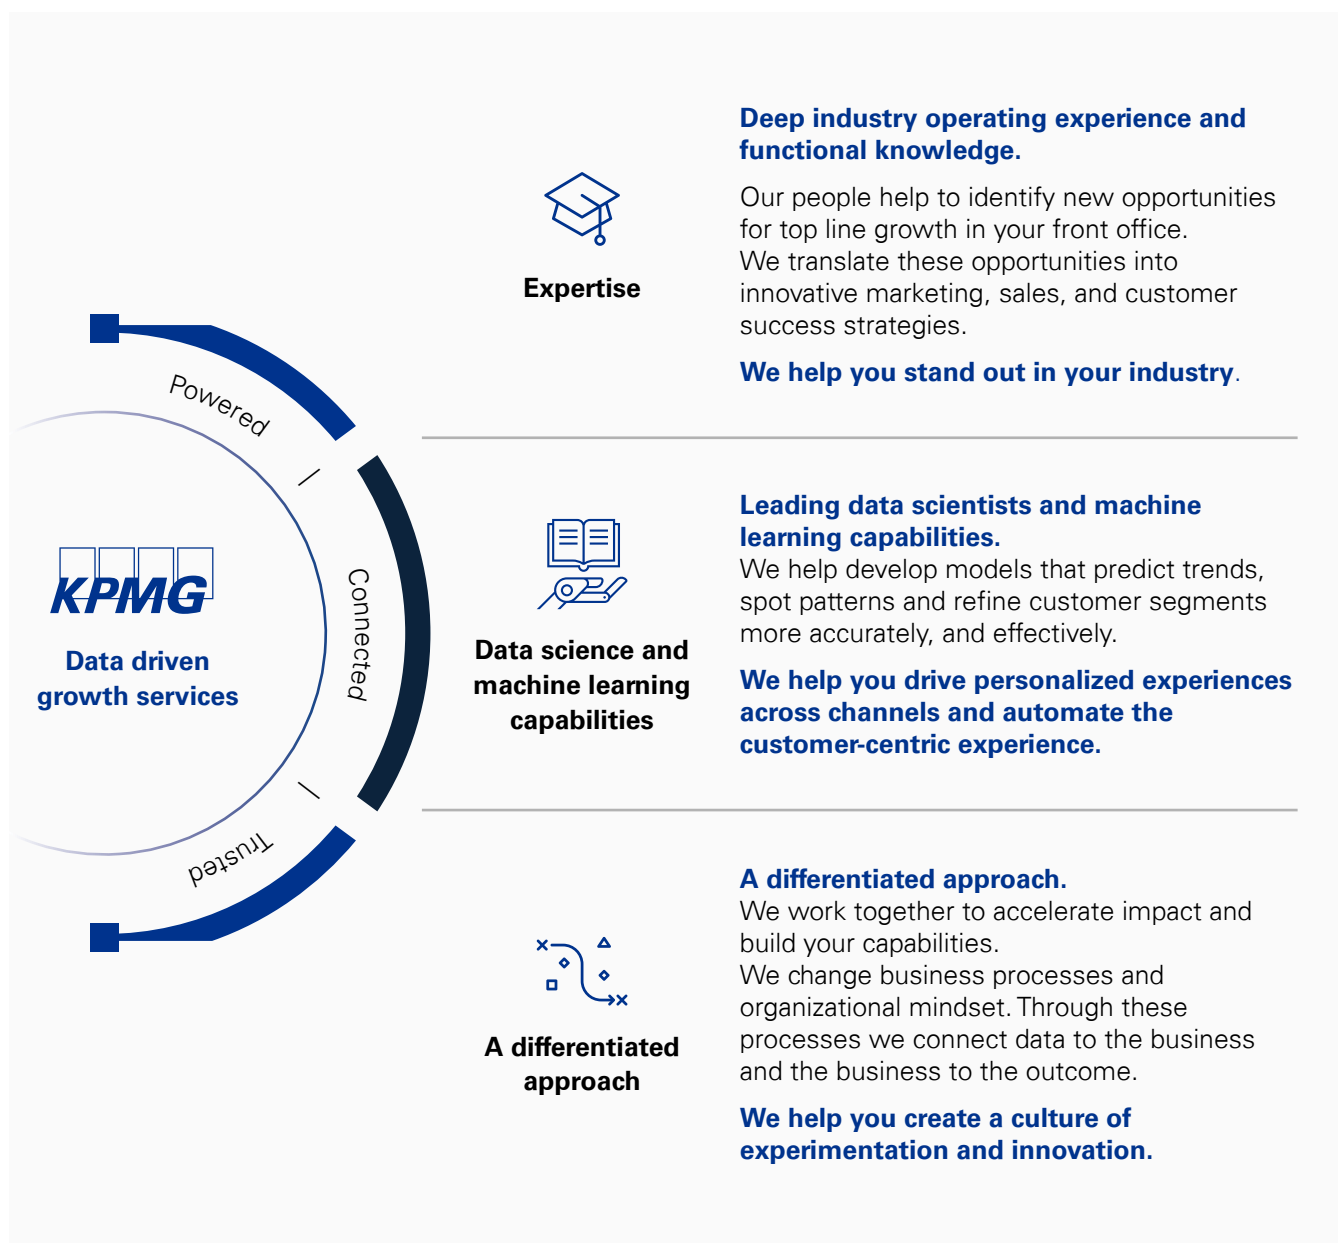 KPMG
Data driven
growth services
Powered
Connected
Trusted
Expertise
Deep industry operating experience and
functional knowledge.
Our people help to identify new opportunities
for top line growth in your front office.
We translate these opportunities into
innovative marketing, sales, and customer
success strategies.
We help you stand out in your industry.
Data science and
machine learning
capabilities
Leading data scientists and machine
learning capabilities.
We help develop models that predict trends,
spot patterns and refine customer segments
more accurately, and effectively.
We help you drive personalized experiences
across channels and automate the
customer-centric experience.
A differentiated
approach
A differentiated approach.
We work together to accelerate impact and
build your capabilities.
We change business processes and
organizational mindset. Through these
processes we connect data to the business
and the business to the outcome.
We help you create a culture of
experimentation and innovation.